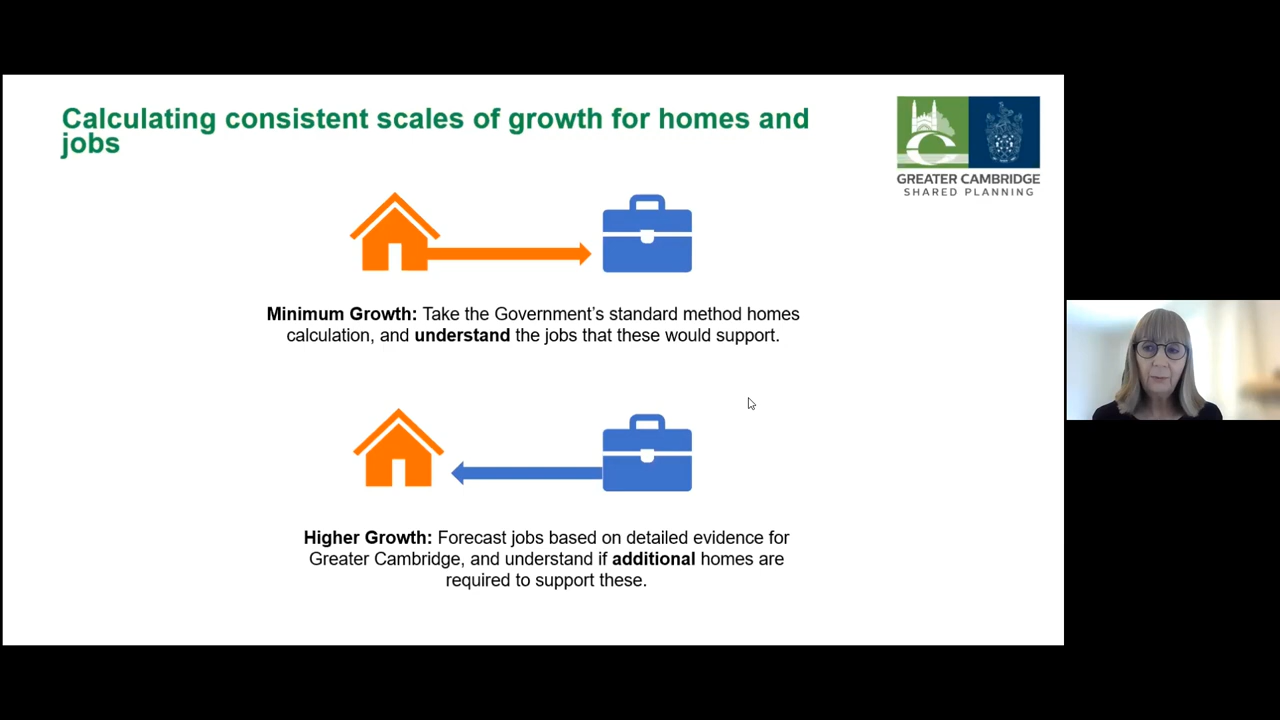 Calculating consistent scales of growth for homes and
jobs
GREATER CAMBRIDGE
SHARED PLANNING
Minimum Growth: Take the Government’s standard method homes
calculation, and understand the jobs that these would support.
Higher Growth: Forecast jobs based on detailed evidence for
Greater Cambridge, and understand if additional homes are
required to support these.